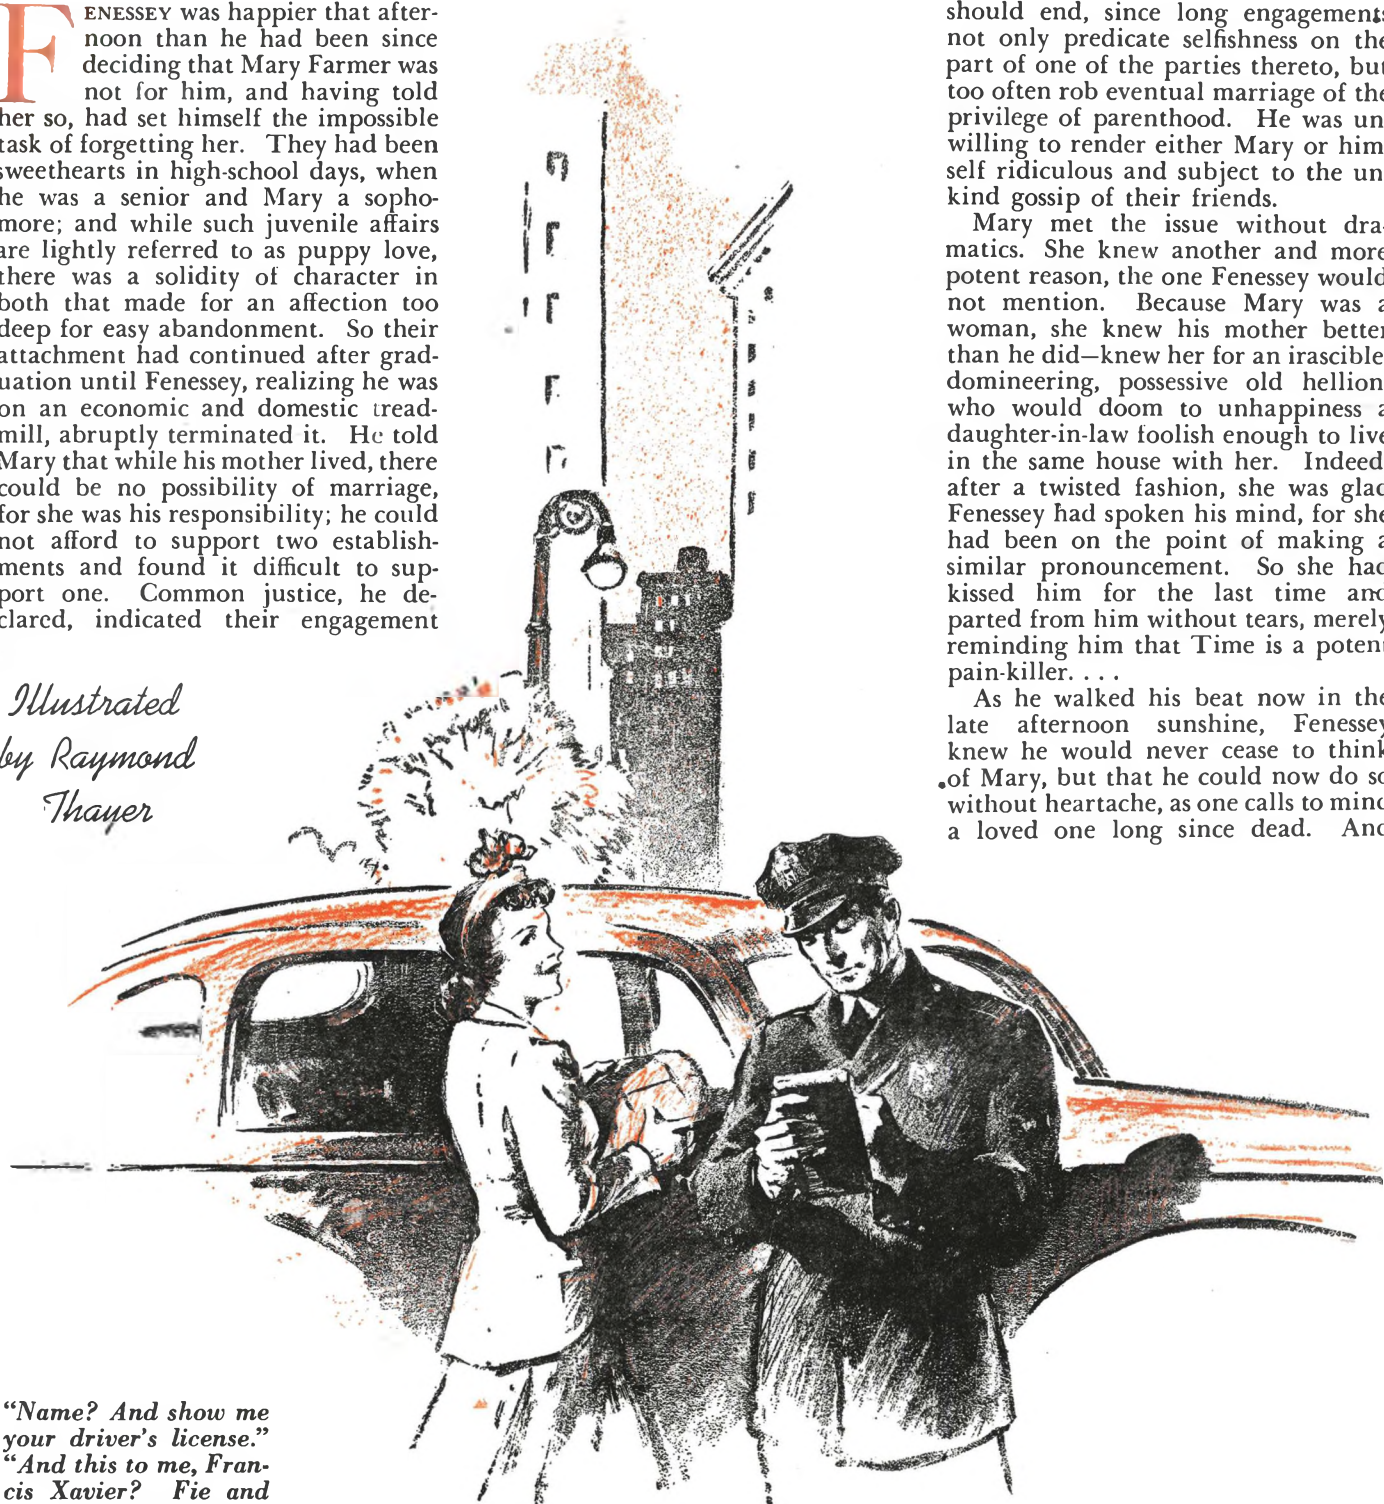 FENESSEY was happier that after-
noon than he had been since
deciding that Mary Farmer was
not for him, and having told
her so, had set himself the impossible
task of forgetting her. They had been
sweethearts in high-school days, when
he was a senior and Mary a sopho-
more; and while such juvenile affairs
are lightly referred to as puppy love,
there was a solidity of character in
both that made for an affection too
deep for easy abandonment. So their
attachment had continued after grad-
uation until Fenessey, realizing he was
on an economic and domestic tread-
mill, abruptly terminated it. He told
Mary that while his mother lived, there
could be no possibility of marriage,
for she was his responsibility; he could
not afford to support two establish-
ments and found it difficult to sup-
port one. Common justice, he de-
clared, indicated their engagement
Illustrated
by Raymond
Thayer
"Name? And show me
your driver's license."
"And this to me, Fran-
cis Xavier? Fie and
should end, since long engagements
not only predicate selfishness on the
part of one of the parties thereto, but
too often rob eventual marriage of the
privilege of parenthood. He was un
willing to render either Mary or him
self ridiculous and subject to the un
kind gossip of their friends.
Mary met the issue without dra-
matics. She knew another and more
potent reason, the one Fenessey would
not mention. Because Mary was a
woman, she knew his mother better
than he did—knew her for an irascible
domineering, possessive old hellion
who would doom to unhappiness a
daughter-in-law foolish enough to live
in the same house with her. Indeed
after a twisted fashion, she was glad
Fenessey had spoken his mind, for she
had been on the point of making a
similar pronouncement. So she had
kissed him for the last time and
parted from him without tears, merely
reminding him that Time is a potent
pain-killer. . . .
As he walked his beat now in the
late afternoon sunshine, Fenessey
knew he would never cease to think
of Mary, but that he could now do so
without heartache, as one calls to mind
a loved one long since dead. And